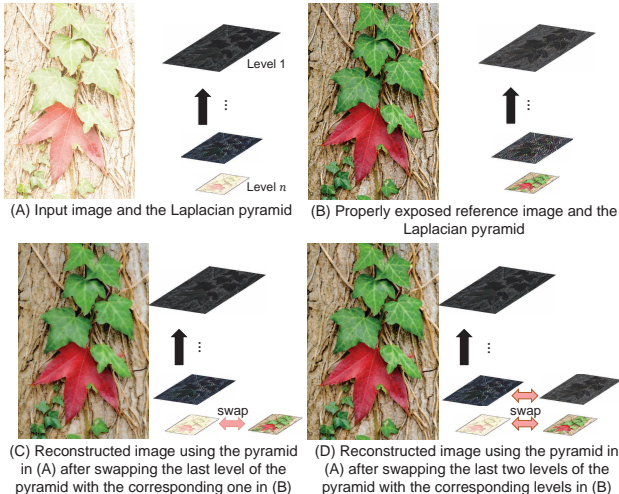 Level 1
⋮
Level n
(A) Input image and the Laplacian pyramid
⋮
(B) Properly exposed reference image and the
Laplacian pyramid
⋮
swap
(C) Reconstructed image using the pyramid
in (A) after swapping the last level of the
pyramid with the corresponding one in (B)
⋮
swap
(D) Reconstructed image using the pyramid in
(A) after swapping the last two levels of the
pyramid with the corresponding levels in (B)